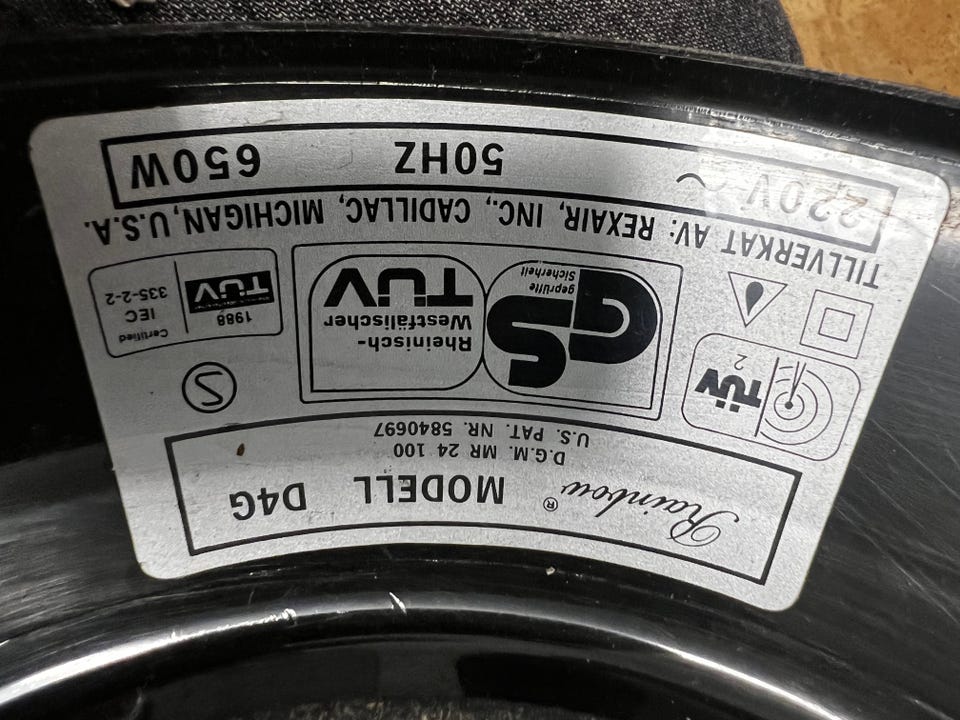 Rainbow® MODELL D4G
D.G.M. MR 24 100
U.S. PAT. NR. 5840697
TÜV
2
GS
geprüfte
Sicherheit
Rheinisch-
Westfälischer
TÜV
S
Certified
IEC
335-2-2
1988
TÜV
TILLVERKAT AV: REXAIR, INC., CADILLAC, MICHIGAN, U.S.A.
220V ~ 50HZ 650W